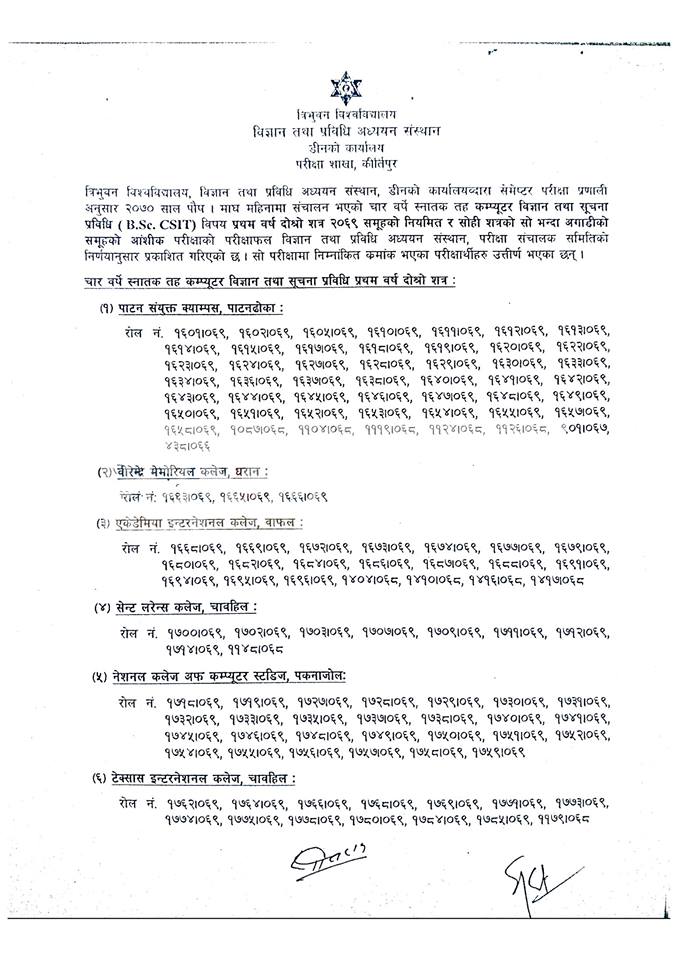 त्रिभुवन विश्वविद्यालय
विज्ञान तथा प्रविधि अध्ययन संस्थान
डीनको कार्यालय
परीक्षा शाखा, कीर्तिपुर
त्रिभुवन विश्वविद्यालय, विज्ञान तथा प्रविधि अध्ययन संस्थान, डीनको कार्यालयव्दारा सेमेष्टर परीक्षा प्रणाली
अनुसार २०७० साल पौष । माघ महिनामा संचालन भएको चार वर्षे स्नातक तह कम्प्यूटर विज्ञान तथा सूचना
प्रविधि ( B.Sc. CSIT) विषय प्रथम वर्ष दोश्रो शत्र २०६९ समूहको नियमित र सोही शत्रको सो भन्दा अगाडीको
समूहको आंशीक परीक्षाको परीक्षाफल विज्ञान तथा प्रविधि अध्ययन संस्थान, परीक्षा संचालक समितिको
निर्णयानुसार प्रकाशित गरिएको छ । सो परीक्षामा निम्नांकित क्रमांक भएका परीक्षार्थीहरु उत्तीर्ण भएका छन् ।
चार वर्षे स्नातक तह कम्प्यूटर विज्ञान तथा सूचना प्रविधि प्रथम वर्ष दोश्रो शत्र :
(१) पाटन संयुक्त क्याम्पस, पाटनढोका :
रोल नं. १६०१।०६९, १६०२।०६९, १६०५।०६९, १६१०।०६९, १६११।०६९, १६१२।०६९, १६१३।०६९,
१६१४।०६९, १६१५।०६९, १६१७।०६९, १६१८।०६९, १६१९।०६९, १६२०।०६९, १६२२।०६९,
१६२३।०६९, १६२४।०६९, १६२७।०६९, १६२८।०६९, १६२९।०६९, १६३०।०६९, १६३३।०६९,
१६३४।०६९, १६३६।०६९, १६३७।०६९, १६३८।०६९, १६४०।०६९, १६४१।०६९, १६४२।०६९,
१६४३।०६९, १६४४।०६९, १६४५।०६९, १६४६।०६९, १६४७।०६९, १६४८।०६९, १६४९।०६९,
१६५०।०६९, १६५१।०६९, १६५२।०६९, १६५३।०६९, १६५४।०६९, १६५५।०६९, १६५७।०६९,
१६५८।०६९, १०८७।०६८, ११०४।०६८, १११९।०६८, ११२४।०६८, ११२६।०६८, ९०१।०६७,
४३८।०६६
(२) वीरेन्द्र मेमोरियल कलेज, धरान :
रोल नं: १६६३।०६९, १६६५।०६९, १६६६।०६९
(३) एकेडेमिया इन्टरनेशनल कलेज, वाफल :
रोल नं. १६६८।०६९, १६६९।०६९, १६७२।०६९, १६७३।०६९, १६७४।०६९, १६७७।०६९, १६७९।०६९,
१६८०।०६९, १६८२।०६९, १६८४।०६९, १६८६।०६९, १६८७।०६९, १६८८।०६९, १६९१।०६९,
१६९४।०६९, १६९५।०६९, १६९६।०६९, १४०४।०६८, १४१०।०६८, १४१६।०६८, १४१७।०६८
(४) सेन्ट लरेन्स कलेज, चावहिल :
रोल नं. १७००।०६९, १७०२।०६९, १७०३।०६९, १७०७।०६९, १७०९।०६९, १७११।०६९, १७१२।०६९,
१७१४।०६९, ११४८।०६८
(५) नेशनल कलेज अफ कम्प्यूटर स्टडिज, पकनाजोल:
रोल नं. १७१८।०६९, १७१९।०६९, १७२७।०६९, १७२८।०६९, १७२९।०६९, १७३०।०६९, १७३१।०६९,
१७३२।०६९, १७३३।०६९, १७३५।०६९, १७३७।०६९, १७३८।०६९, १७४०।०६९, १७४१।०६९,
१७४५।०६९, १७४६।०६९, १७४८।०६९, १७४९।०६९, १७५०।०६९, १७५१।०६९, १७५२।०६९,
१७५४।०६९, १७५५।०६९, १७५६।०६९, १७५७।०६९, १७५८।०६९, १७५९।०६९
(६) टेक्सास इन्टरनेशनल कलेज, चावहिल :
रोल नं. १७६२।०६९, १७६४।०६९, १७६६।०६९, १७६८।०६९, १७६९।०६९, १७७१।०६९, १७७३।०६९,
१७७४।०६९, १७७५।०६९, १७७८।०६९, १७८०।०६९, १७८४।०६९, १७८५।०६९, ११७९।०६८